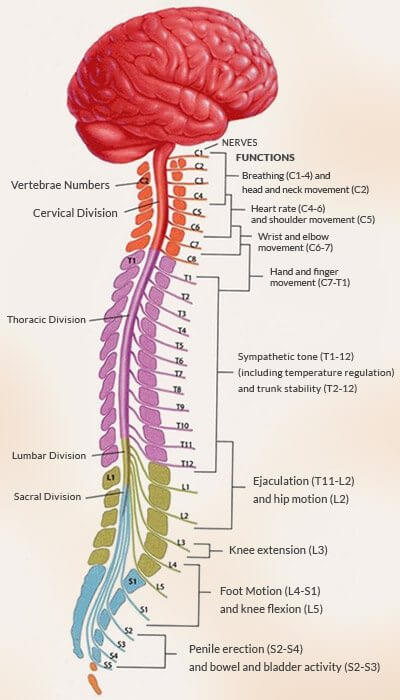 NERVES
FUNCTIONS
C1
C2
C3
C4
C5
C6
C7
C8
Breathing (C1-4) and
head and neck movement (C2)
Heart rate (C4-6)
and shoulder movement (C5)
Wrist and elbow
movement (C6-7)
Hand and finger
movement (C7-T1)
Vertebrae Numbers
C2
Cervical Division
T1
T1
T2
T3
T4
T5
T6
T7
T8
T9
T10
T11
T12
Thoracic Division
Sympathetic tone (T1-12)
(including temperature regulation)
and trunk stability (T2-12)
Lumbar Division
L1
Sacral Division
L1
L2
L3
L4
L5
Ejaculation (T11-L2)
and hip motion (L2)
Knee extension (L3)
Foot Motion (L4-S1)
and knee flexion (L5)
S1
S1
S2
S3
S4
S5
Penile erection (S2-S4)
and bowel and bladder activity (S2-S3)